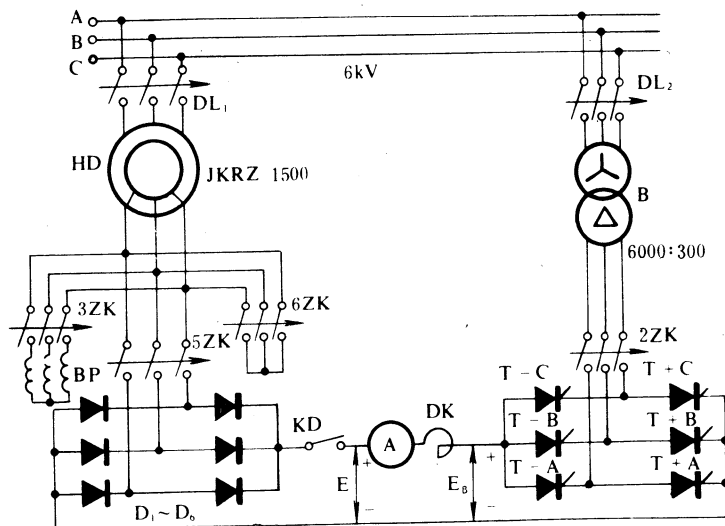 A
B
C
6kV
DL₁
DL₂
HD
JKRZ 1500
B
6000:300
3ZK
6ZK
5ZK
2ZK
BP
T-C
T+C
KD
DK
T-B
T+B
A
T-A
T+A
+
+
E
E_B
-
-
D₁~D₆